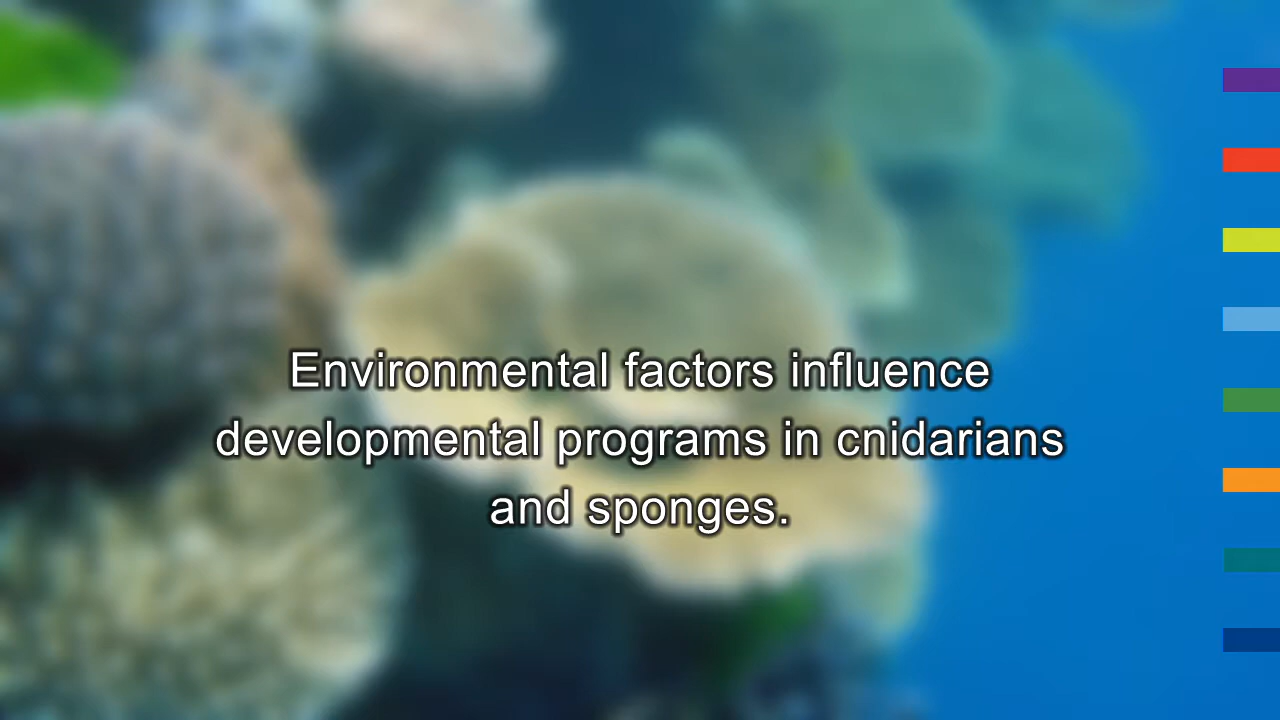 Environmental factors influence
developmental programs in cnidarians
and sponges.